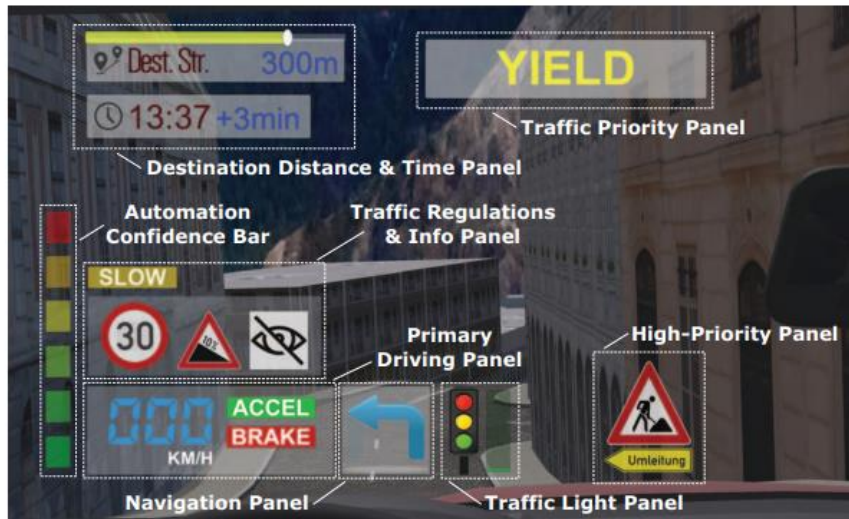 Dest. Str. 300m
13:37 +3min
YIELD
Traffic Priority Panel
Destination Distance & Time Panel
Automation
Confidence Bar
Traffic Regulations
& Info Panel
SLOW
30
10%
Primary
Driving Panel
High-Priority Panel
000
KM/H
ACCEL
BRAKE
Umleitung
Navigation Panel
Traffic Light Panel